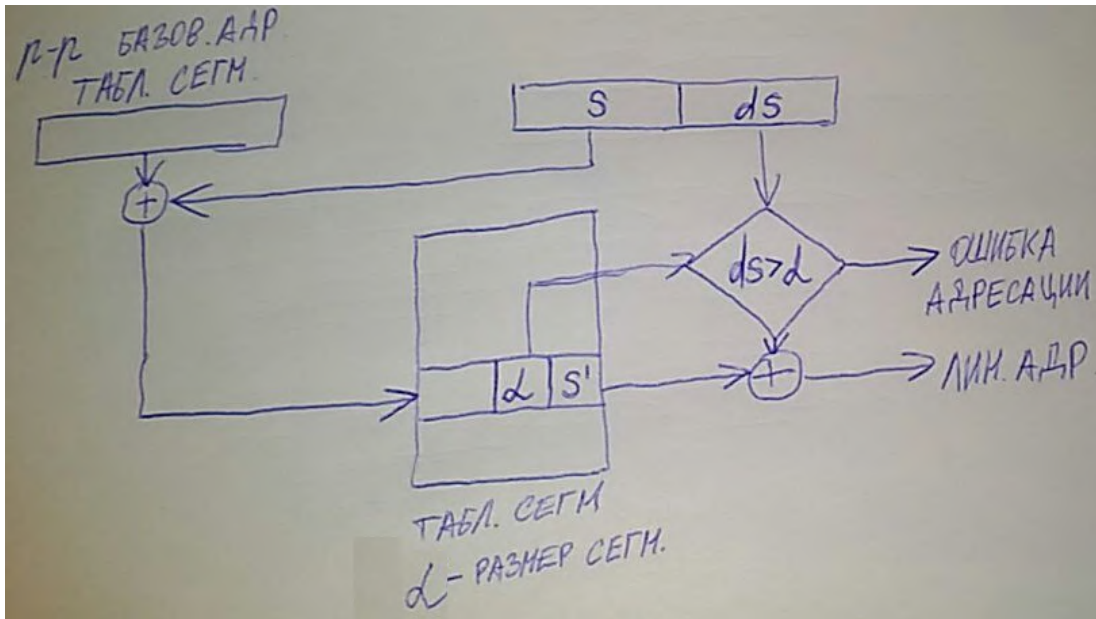 р-р БАЗОВ. АДР.
ТАБЛ. СЕГМ.
S
dS
+
dS>α
ОШИБКА
АДРЕСАЦИИ
α
S'
+
ЛИН. АДР.
ТАБЛ. СЕГМ
α - РАЗМЕР СЕГМ.